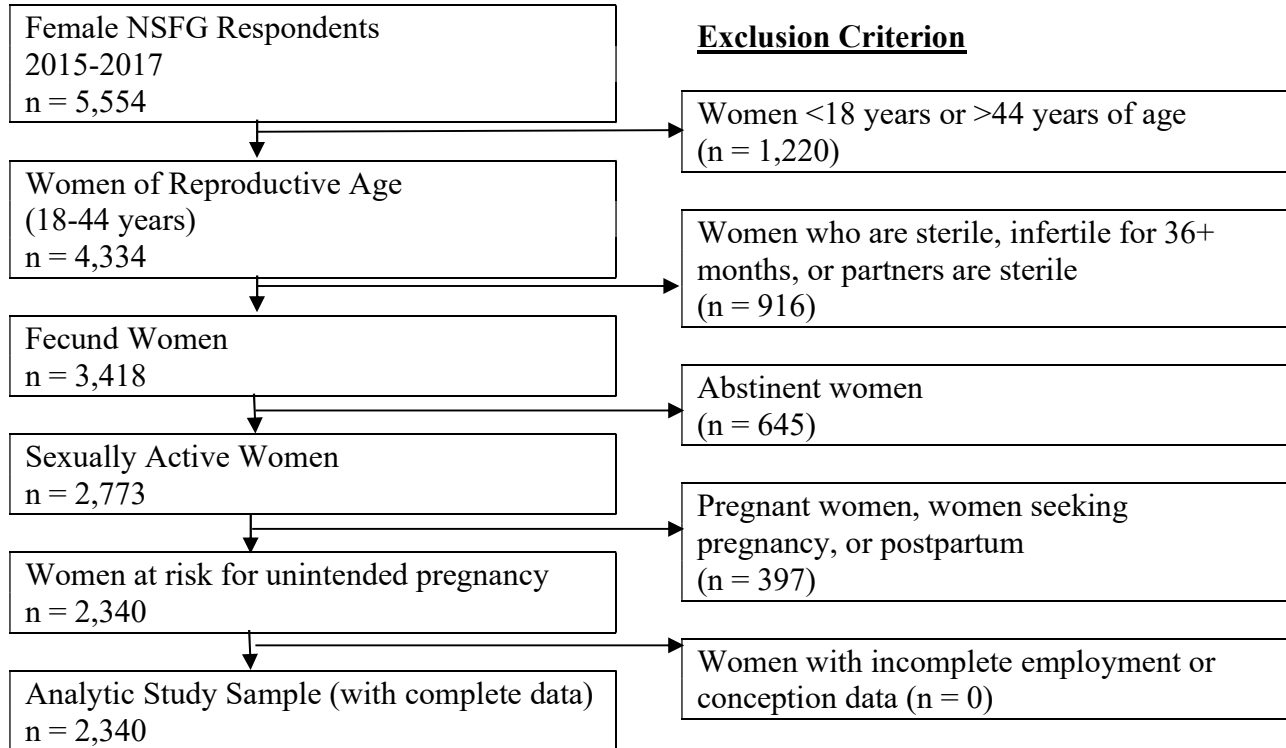 Female NSFG Respondents
2015-2017
n = 5,554
Exclusion Criterion
Women <18 years or >44 years of age
(n = 1,220)
Women of Reproductive Age
(18-44 years)
n = 4,334
Women who are sterile, infertile for 36+
months, or partners are sterile
(n = 916)
Fecund Women
n = 3,418
Abstinent women
(n = 645)
Sexually Active Women
n = 2,773
Pregnant women, women seeking
pregnancy, or postpartum
(n = 397)
Women at risk for unintended pregnancy
n = 2,340
Women with incomplete employment or
conception data (n = 0)
Analytic Study Sample (with complete data)
n = 2,340